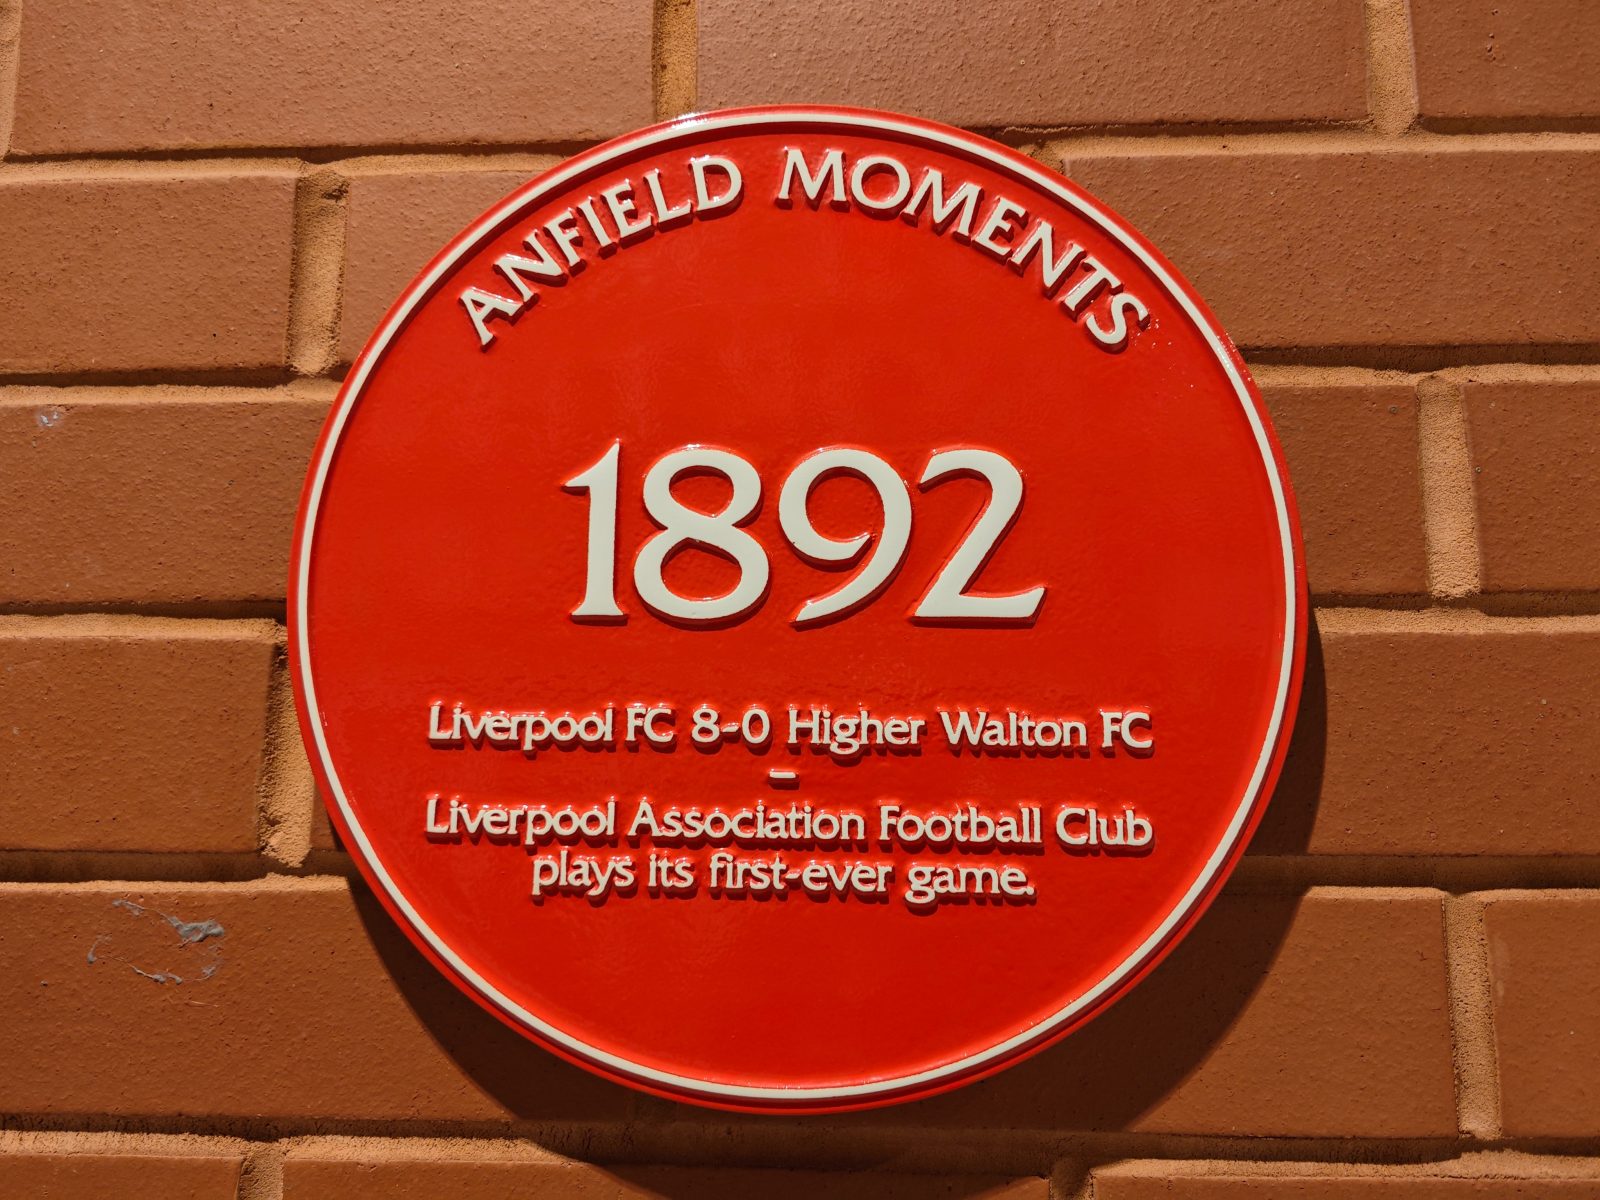 ANFIELD MOMENTS
1892
Liverpool FC 8-0 Higher Walton FC
-
Liverpool Association Football Club
plays its first-ever game.